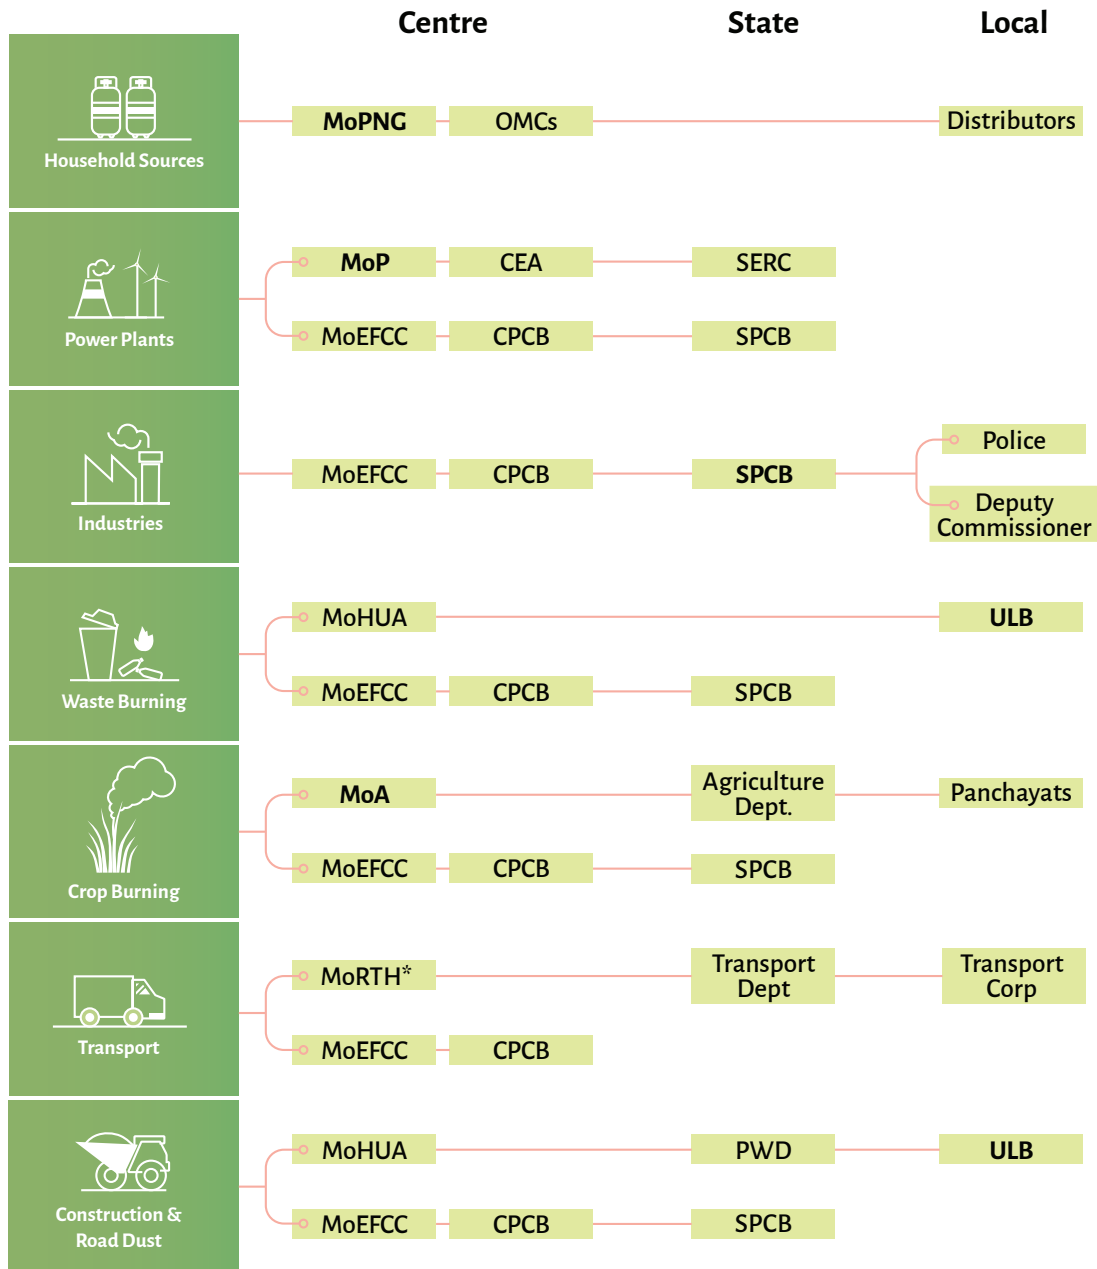 Centre State Local
Household Sources
MoPNG OMCs Distributors
Power Plants
MoP CEA SERC
MoEFCC CPCB SPCB
Industries
MoEFCC CPCB SPCB
Police
Deputy
Commissioner
Waste Burning
MoHUA ULB
MoEFCC CPCB SPCB
Crop Burning
MoA
Agriculture
Dept.
Panchayats
MoEFCC CPCB SPCB
Transport
MoRTH*
Transport
Dept
Transport
Corp
MoEFCC CPCB
Construction &
Road Dust
MoHUA PWD ULB
MoEFCC CPCB SPCB